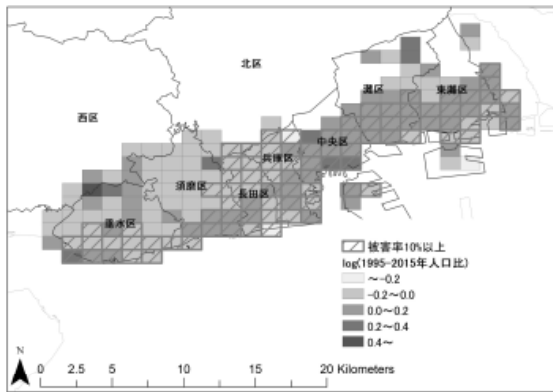 北区
西区
灘区
東灘区
中央区
兵庫区
須磨区
長田区
垂水区
被害率10%以上
log(1995-2015年人口比)
～-0.2
-0.2～0.0
0.0～0.2
0.2～0.4
0.4～
N
0 2.5 5 10 15 20 Kilometers